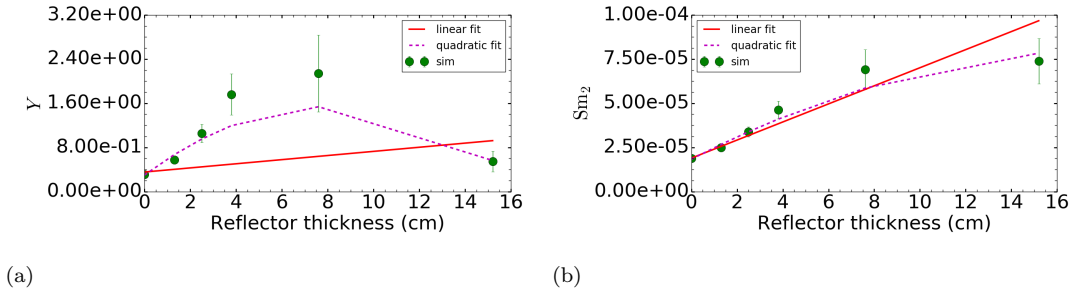 3.20e+00
2.40e+00
1.60e+00
8.00e-01
0.00e+00
Y
0 2 4 6 8 10 12 14 16
Reflector thickness (cm)
linear fit
quadratic fit
sim
(a)
1.00e-04
7.50e-05
5.00e-05
2.50e-05
0.00e+00
Sm₂
0 2 4 6 8 10 12 14 16
Reflector thickness (cm)
linear fit
quadratic fit
sim
(b)